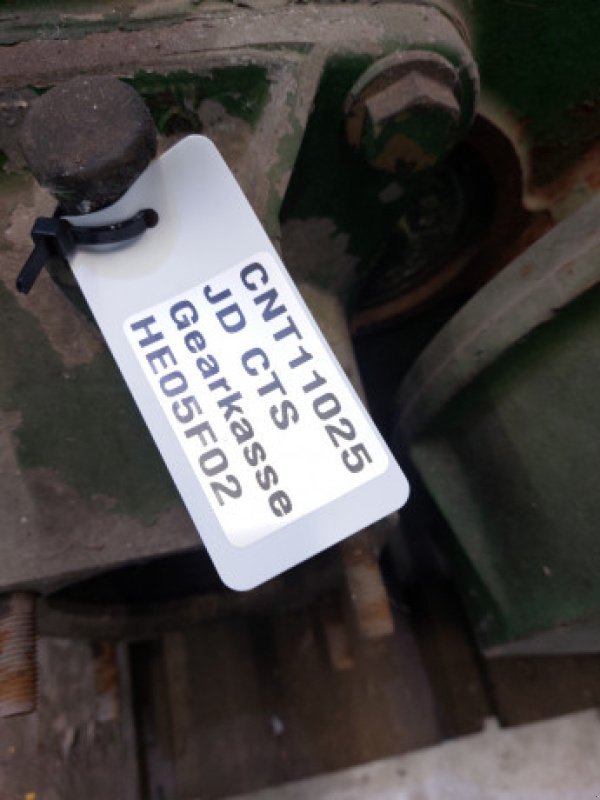 CNT11025
JD CTS
Gearkasse
HE05F02